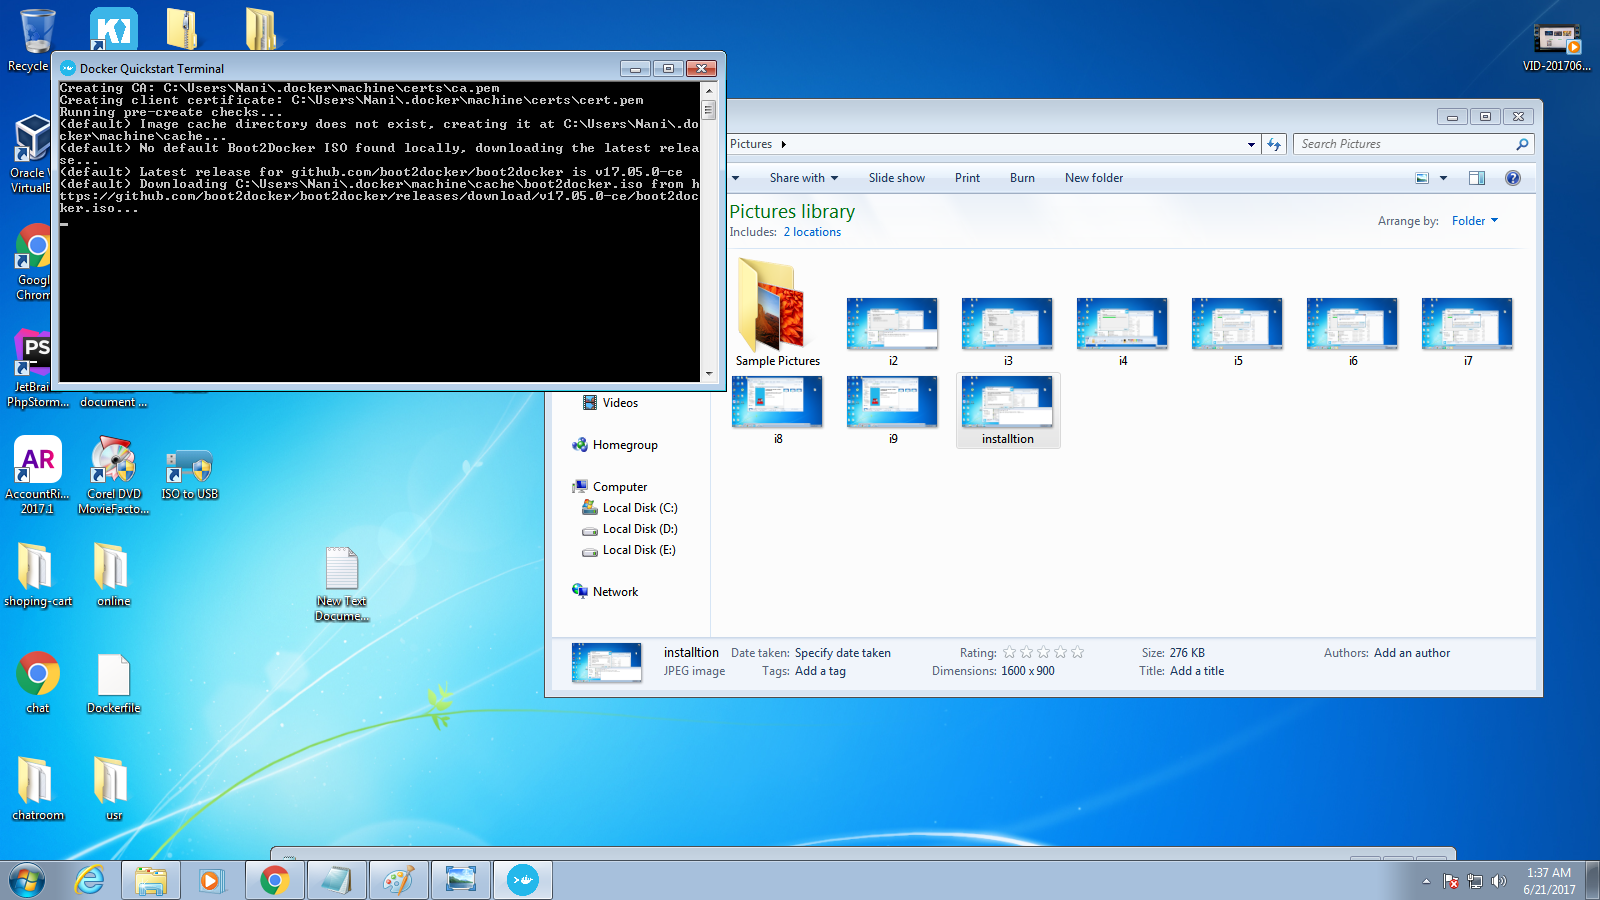 Recycle
VID-201706...
Docker Quickstart Terminal
Creating CA: C:\Users\Nani\.docker\machine\certs\ca.pem
Creating client certificate: C:\Users\Nani\.docker\machine\certs\cert.pem
Running pre-create checks...
(default) Image cache directory does not exist, creating it at C:\Users\Nani\.do
cker\machine\cache...
(default) No default Boot2Docker ISO found locally, downloading the latest relea
se...
(default) Latest release for github.com/boot2docker/boot2docker is v17.05.0-ce
(default) Downloading C:\Users\Nani\.docker\machine\cache\boot2docker.iso from h
ttps://github.com/boot2docker/boot2docker/releases/download/v17.05.0-ce/boot2doc
ker.iso...
Oracle
Pictures
Search Pictures
Share with
Slide show
Print
Burn
New folder
Pictures library
Includes: 2 locations
Arrange by: Folder
Sample Pictures
i2
i3
i4
i5
i6
i7
i8
i9
installtion
Videos
Homegroup
Computer
Local Disk (C:)
Local Disk (D:)
Local Disk (E:)
Network
installtion
Date taken: Specify date taken
Rating:
Size: 276 KB
Authors: Add an author
JPEG image
Tags: Add a tag
Dimensions: 1600 x 900
Title: Add a title
PS
PhpStorm...
document ...
AR
AccountRi...
2017.1
Corel DVD
MovieFacto...
ISO to USB
shoping-cart
online
New Text
Docume...
chat
Dockerfile
chatroom
usr
1:37 AM
6/21/2017